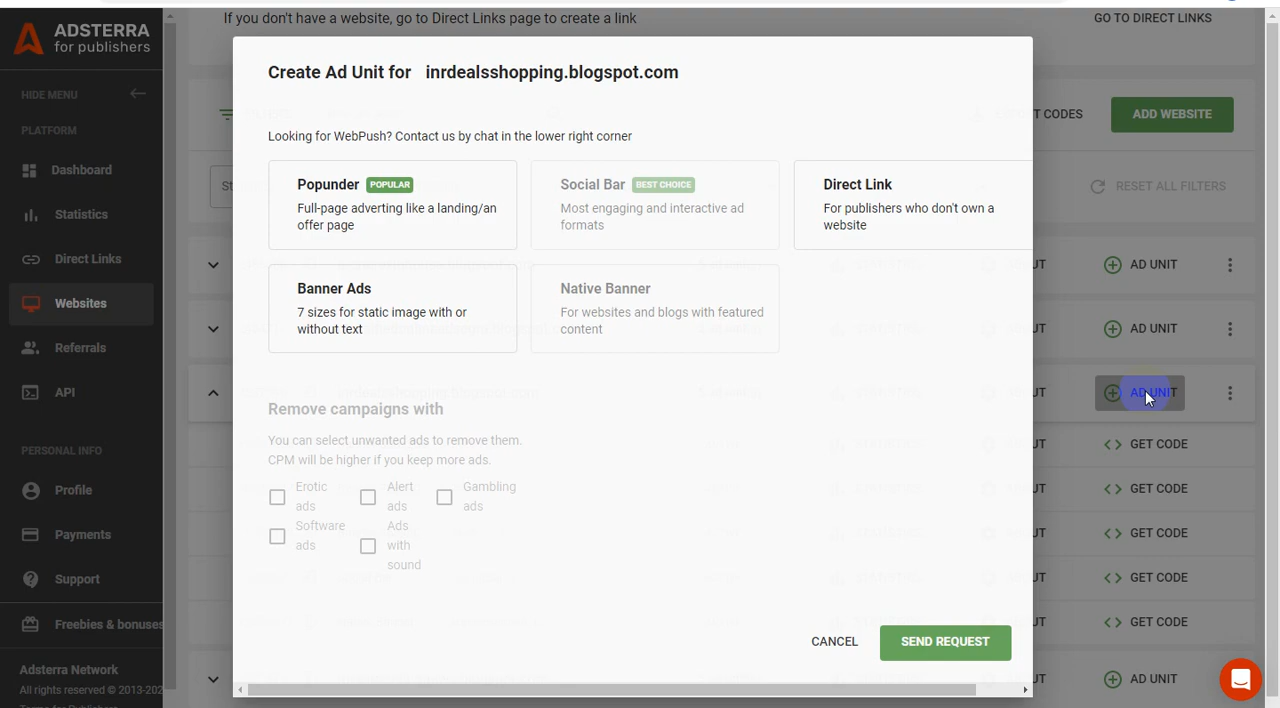 If you don't have a website, go to Direct Links page to create a link
GO TO DIRECT LINKS
ADSTERRA
for publishers
HIDE MENU
PLATFORM
Dashboard
Statistics
Direct Links
Websites
Referrals
API
PERSONAL INFO
Profile
Payments
Support
Freebies & bonuses
Adsterra Network
All rights reserved © 2013-202
Create Ad Unit for inrdealsshopping.blogspot.com
Looking for WebPush? Contact us by chat in the lower right corner
Popunder POPULAR
Full-page adverting like a landing/an
offer page
Social Bar BEST CHOICE
Most engaging and interactive ad
formats
Direct Link
For publishers who don't own a
website
Banner Ads
7 sizes for static image with or
without text
Native Banner
For websites and blogs with featured
content
Remove campaigns with
You can select unwanted ads to remove them.
CPM will be higher if you keep more ads.
Erotic
ads
Alert
ads
Gambling
ads
Software
ads
Ads
with
sound
CANCEL
SEND REQUEST
CODES
ADD WEBSITE
RESET ALL FILTERS
AD UNIT
AD UNIT
AD UNIT
GET CODE
GET CODE
GET CODE
GET CODE
GET CODE
AD UNIT